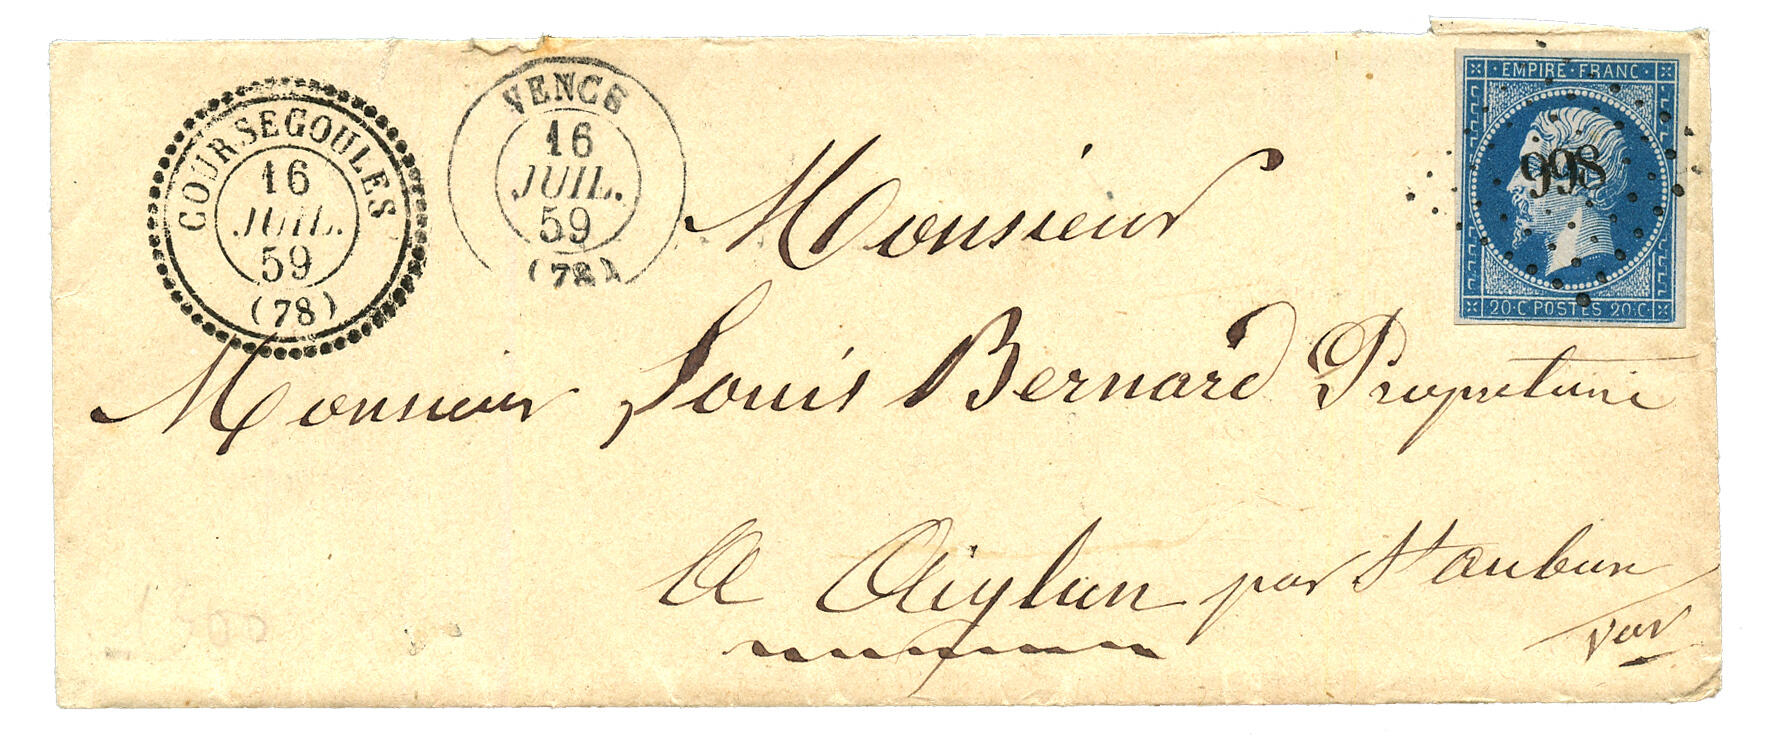 COURSEGOULES
16
JUIL.
59
(78)
VENCE
16
JUIL.
59
(78)
EMPIRE · FRANC ·
998
20 · C POSTES 20 · C
Monsieur
Monsieur Louis Bernard Propretaire
A Aiglun par St auban
Var